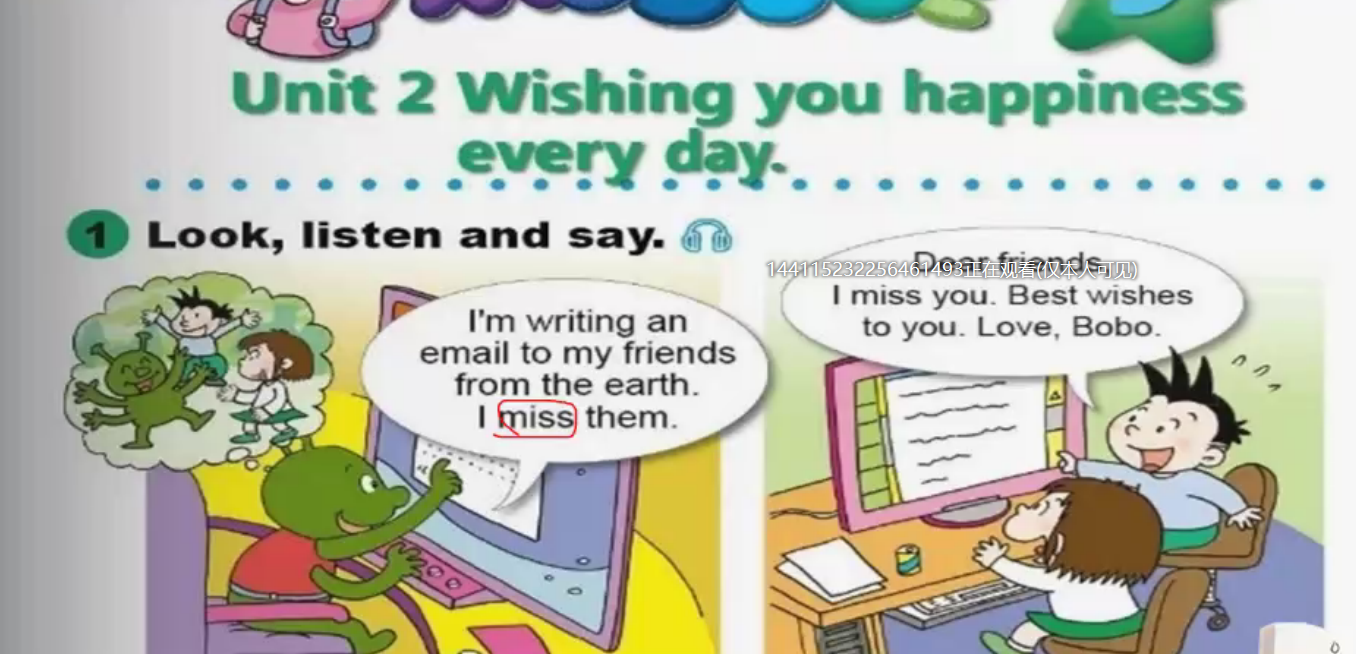 Unit 2 Wishing you happiness
every day.
1 Look, listen and say.
I'm writing an
email to my friends
from the earth.
I miss them.
Dear friends
144115232256461493正在观看(仅本人可见)
I miss you. Best wishes
to you. Love, Bobo.